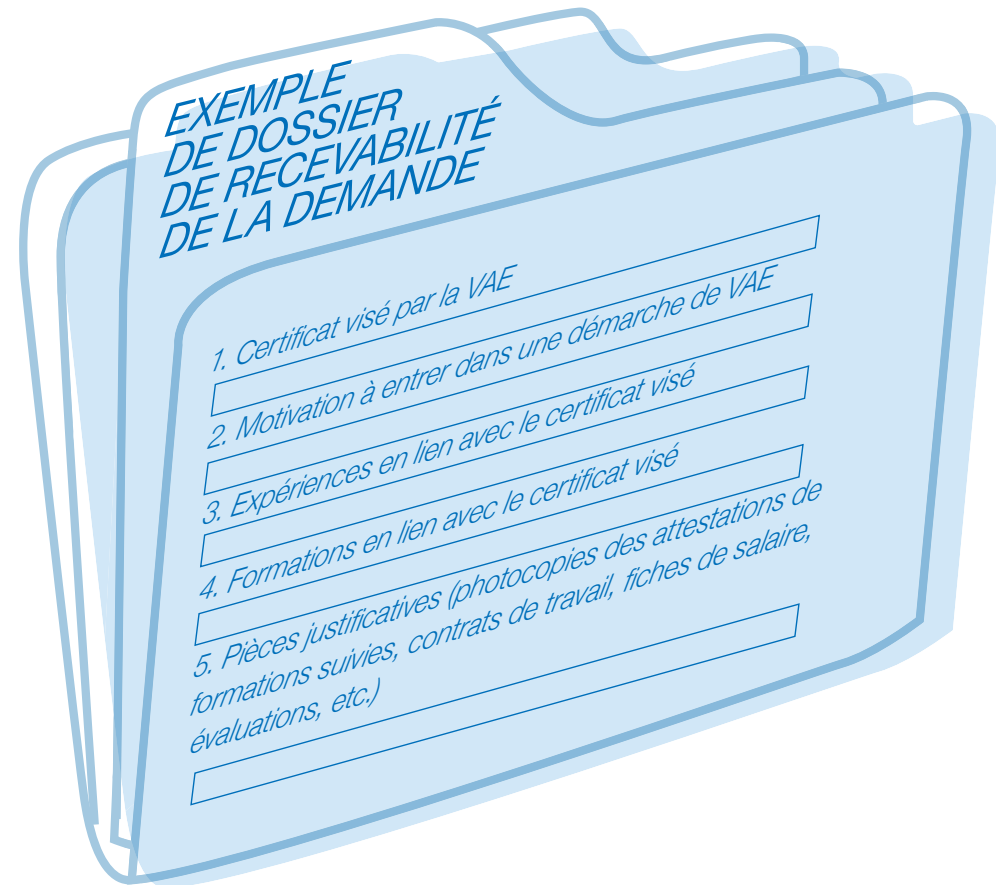 EXEMPLE
DE DOSSIER
DE RECEVABILITÉ
DE LA DEMANDE
1. Certificat visé par la VAE
2. Motivation à entrer dans une démarche de VAE
3. Expériences en lien avec le certificat visé
4. Formations en lien avec le certificat visé
5. Pièces justificatives (photocopies des attestations de
formations suivies, contrats de travail, fiches de salaire,
évaluations, etc.)